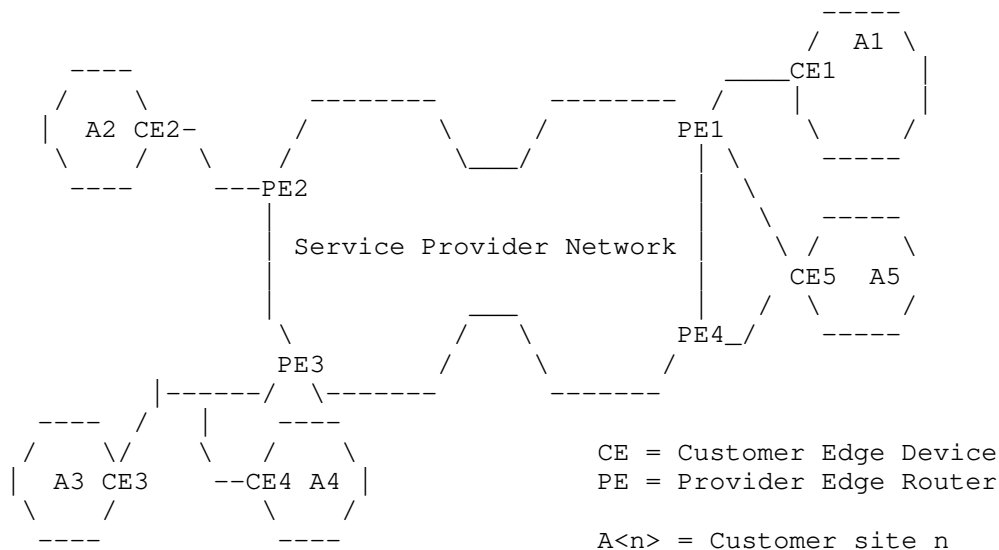 A1
CE1
A2 CE2
PE1
PE2
Service Provider Network
CE5 A5
PE4
PE3
CE = Customer Edge Device
A3 CE3 CE4 A4
PE = Provider Edge Router
A<n> = Customer site n